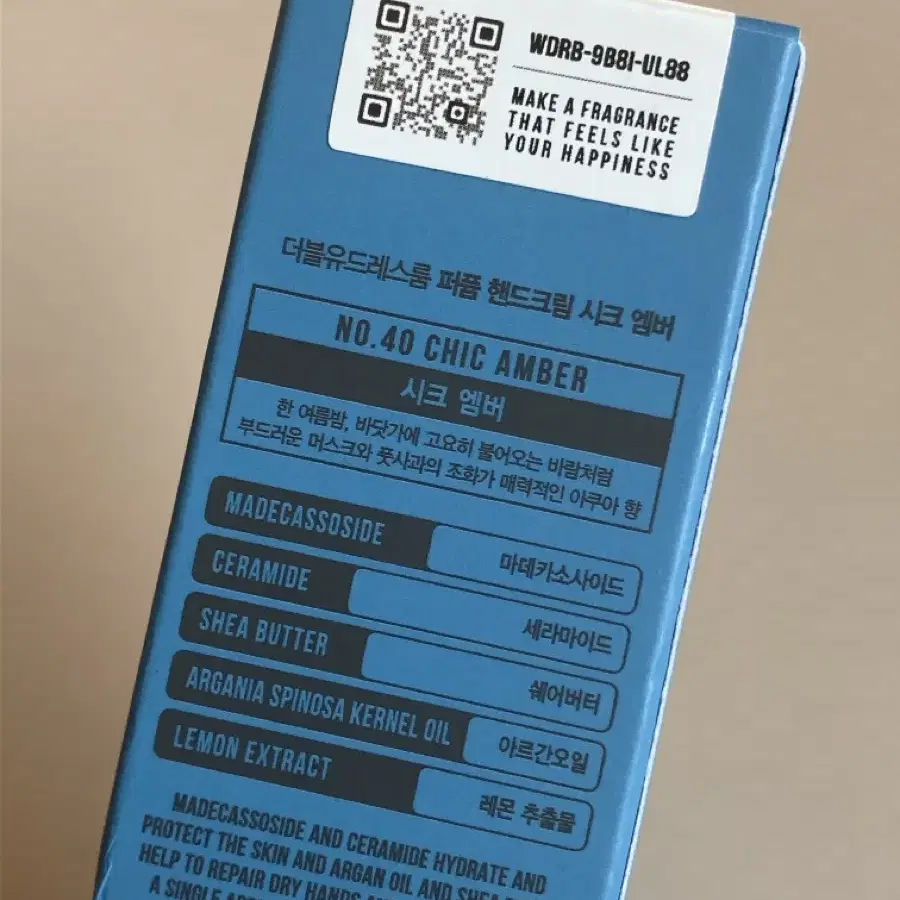 WDRB-9B8I-UL88
MAKE A FRAGRANCE
THAT FEELS LIKE
YOUR HAPPINESS
더블유드레스룸 퍼퓸 핸드크림 시크 엠버
NO.40 CHIC AMBER
시크 엠버
한 여름밤, 바닷가에 고요히 불어오는 바람처럼
부드러운 머스크와 풋사과의 조화가 매력적인 아쿠아 향
MADECASSOSIDE 마데카소사이드
CERAMIDE 세라마이드
SHEA BUTTER 쉐어버터
ARGANIA SPINOSA KERNEL OIL 아르간오일
LEMON EXTRACT 레몬 추출물
MADECASSOSIDE AND CERAMIDE HYDRATE AND
PROTECT THE SKIN AND ARGAN OIL AND SHEA
HELP TO REPAIR DRY HANDS
A SINGLE